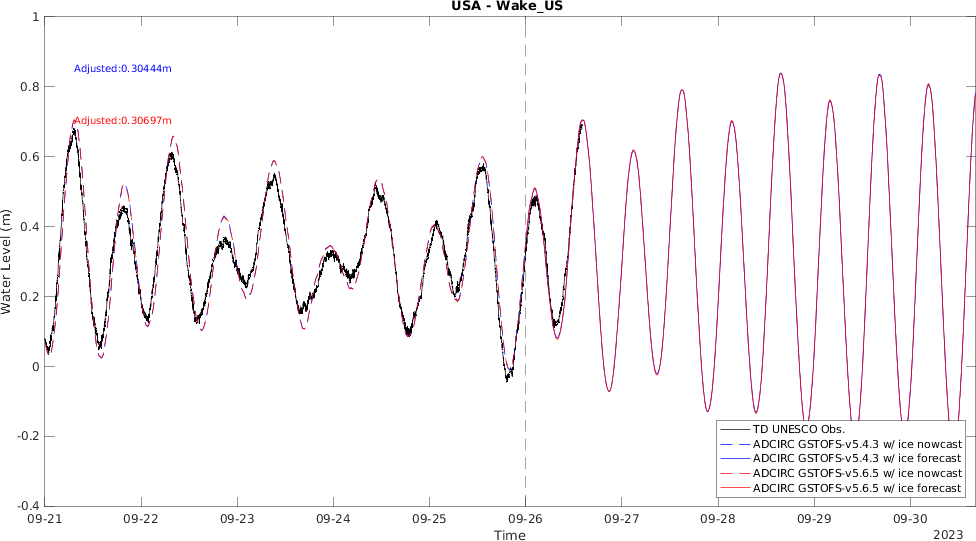 USA - Wake_US
1
0.8
0.6
0.4
0.2
0
-0.2
-0.4
Water Level (m)
Adjusted:0.30444m
Adjusted:0.30697m
TD UNESCO Obs.
ADCIRC GSTOFS-v5.4.3 w/ ice nowcast
ADCIRC GSTOFS-v5.4.3 w/ ice forecast
ADCIRC GSTOFS-v5.6.5 w/ ice nowcast
ADCIRC GSTOFS-v5.6.5 w/ ice forecast
09-21 09-22 09-23 09-24 09-25 09-26 09-27 09-28 09-29 09-30
Time
2023